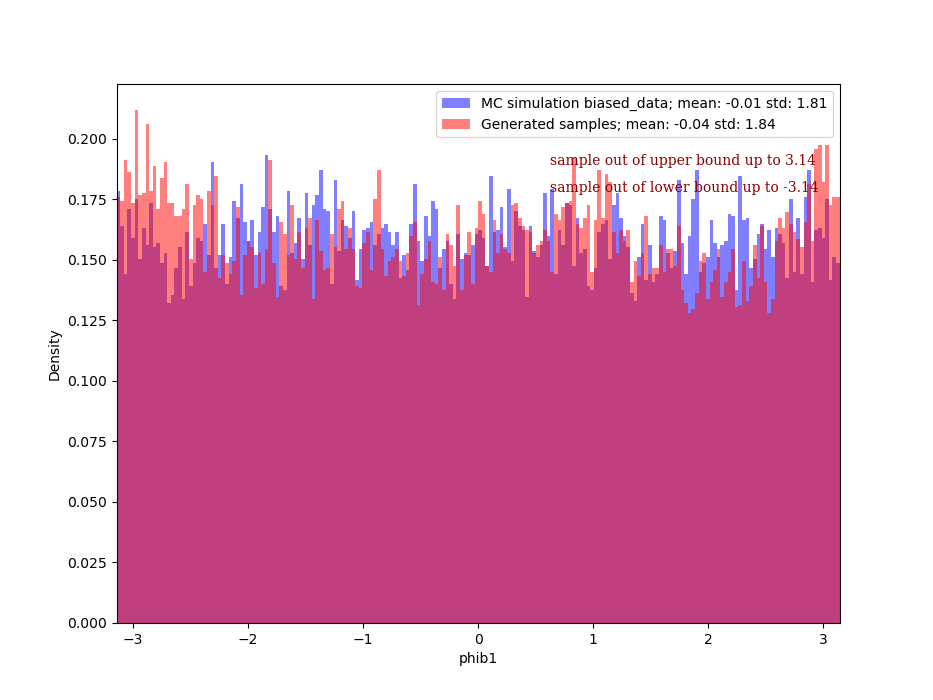 MC simulation biased_data; mean: -0.01 std: 1.81
Generated samples; mean: -0.04 std: 1.84
sample out of upper bound up to 3.14
sample out of lower bound up to -3.14
0.200
0.175
0.150
0.125
0.100
0.075
0.050
0.025
0.000
Density
−3 −2 −1 0 1 2 3
phib1